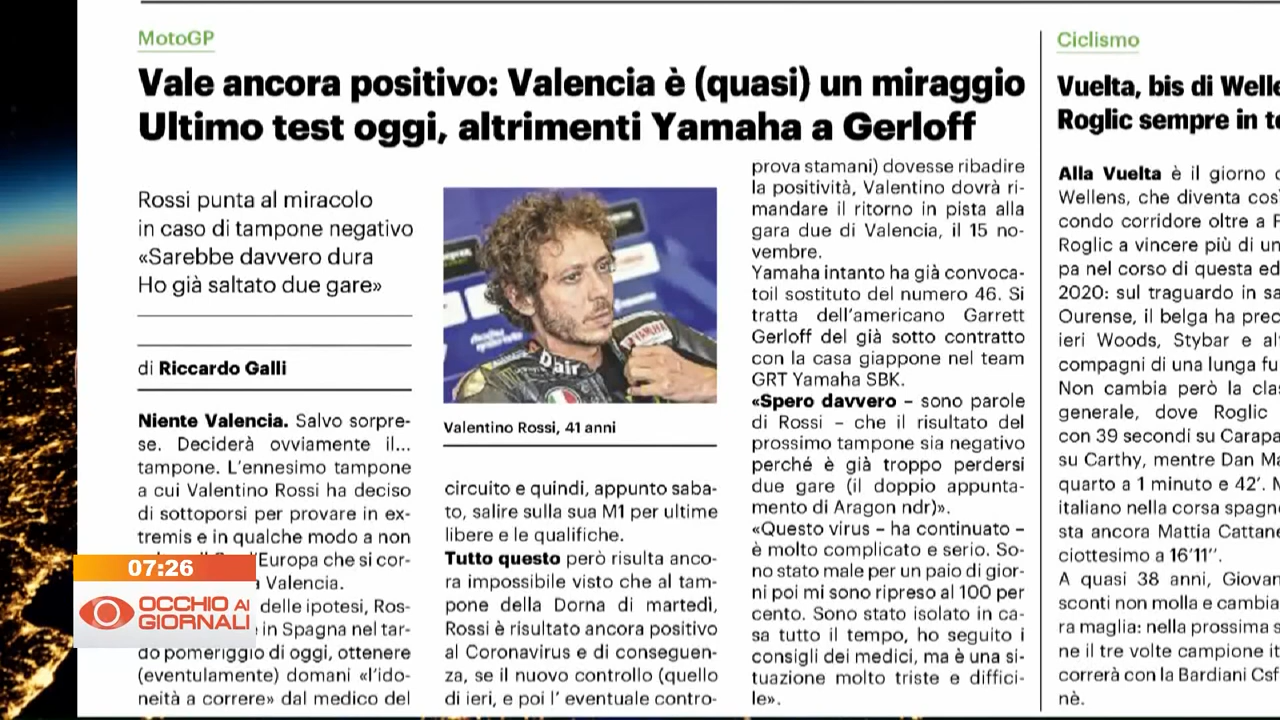 MotoGP
Vale ancora positivo: Valencia è (quasi) un miraggio
Ultimo test oggi, altrimenti Yamaha a Gerloff
Rossi punta al miracolo
in caso di tampone negativo
«Sarebbe davvero dura
Ho già saltato due gare»
di Riccardo Galli
Niente Valencia. Salvo sorpre-
se. Deciderà ovviamente il...
tampone. L'ennesimo tampone
a cui Valentino Rossi ha deciso
di sottoporsi per provare in ex-
tremis e in qualche modo a non
d'Europa che si cor-
Valencia.
delle ipotesi, Ros-
in Spagna nel tar-
do pomeriggio di oggi, ottenere
(eventulamente) domani «l'ido-
neità a correre» dal medico del
Valentino Rossi, 41 anni
circuito e quindi, appunto saba-
to, salire sulla sua M1 per ultime
libere e le qualifiche.
Tutto questo però risulta anco-
ra impossibile visto che al tam-
pone della Dorna di martedì,
Rossi è risultato ancora positivo
al Coronavirus e di conseguen-
za, se il nuovo controllo (quello
di ieri, e poi l' eventuale contro-
prova stamani) dovesse ribadire
la positività, Valentino dovrà ri-
mandare il ritorno in pista alla
gara due di Valencia, il 15 no-
vembre.
Yamaha intanto ha già convoca-
toil sostituto del numero 46. Si
tratta dell'americano Garrett
Gerloff del già sotto contratto
con la casa giappone nel team
GRT Yamaha SBK.
«Spero davvero – sono parole
di Rossi – che il risultato del
prossimo tampone sia negativo
perché è già troppo perdersi
due gare (il doppio appunta-
mento di Aragon ndr)».
«Questo virus – ha continuato –
è molto complicato e serio. So-
no stato male per un paio di gior-
ni poi mi sono ripreso al 100 per
cento. Sono stato isolato in ca-
sa tutto il tempo, ho seguito i
consigli dei medici, ma è una si-
tuazione molto triste e diffici-
le».
Ciclismo
Vuelta, bis di Welle
Roglic sempre in te
Alla Vuelta è il giorno
Wellens, che diventa così
condo corridore oltre a
Roglic a vincere più di un
pa nel corso di questa ed
2020: sul traguardo in sa
Ourense, il belga ha prec
ieri Woods, Stybar e al
compagni di una lunga fu
Non cambia però la clas
generale, dove Roglic
con 39 secondi su Carapa
su Carthy, mentre Dan Ma
quarto a 1 minuto e 42'.
italiano nella corsa spagn
sta ancora Mattia Cattane
ciottesimo a 16'11''.
A quasi 38 anni, Giovan
sconti non molla e cambia
ra maglia: nella prossima s
ne il tre volte campione it
correrà con la Bardiani Csf
nè.
07:26
OCCHIO AI
GIORNALI